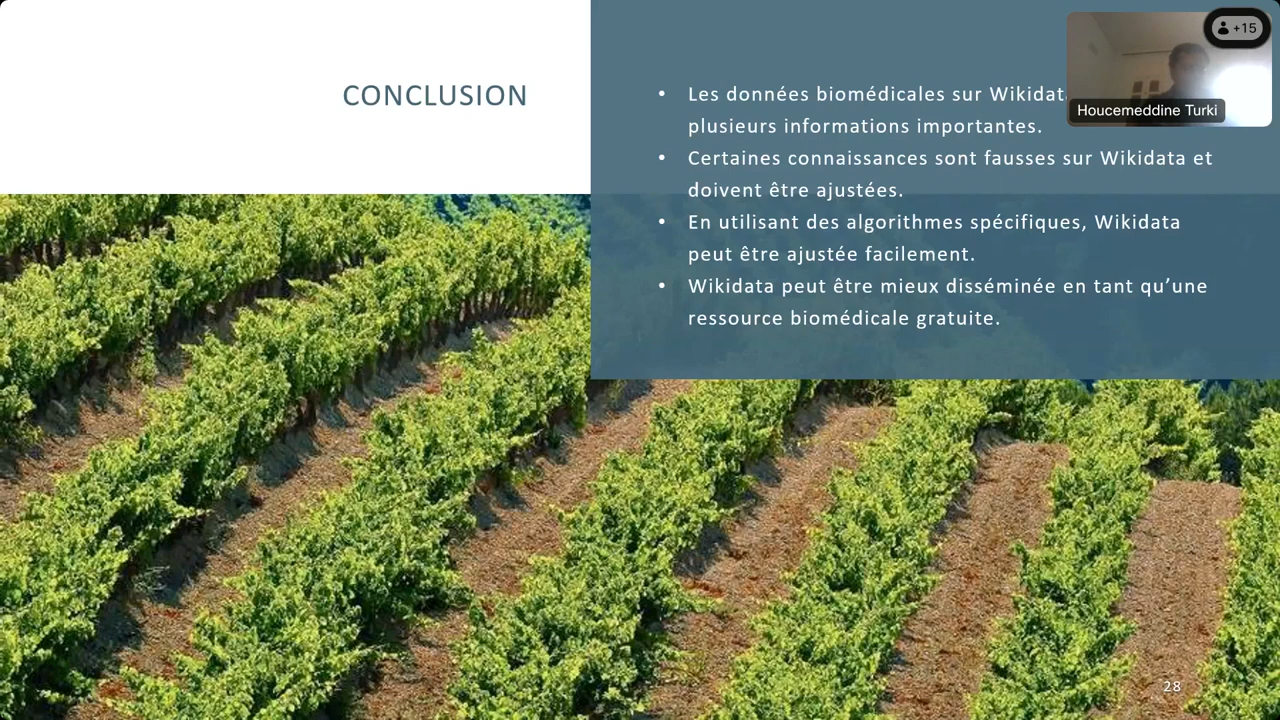 CONCLUSION
• Les données biomédicales sur
plusieurs informations importantes.
• Certaines connaissances sont fausses sur Wikidata et
doivent être ajustées.
• En utilisant des algorithmes spécifiques, Wikidata
peut être ajustée facilement.
• Wikidata peut être mieux disséminée en tant qu’une
ressource biomédicale gratuite.
+15
Houcemeddine Turki
28